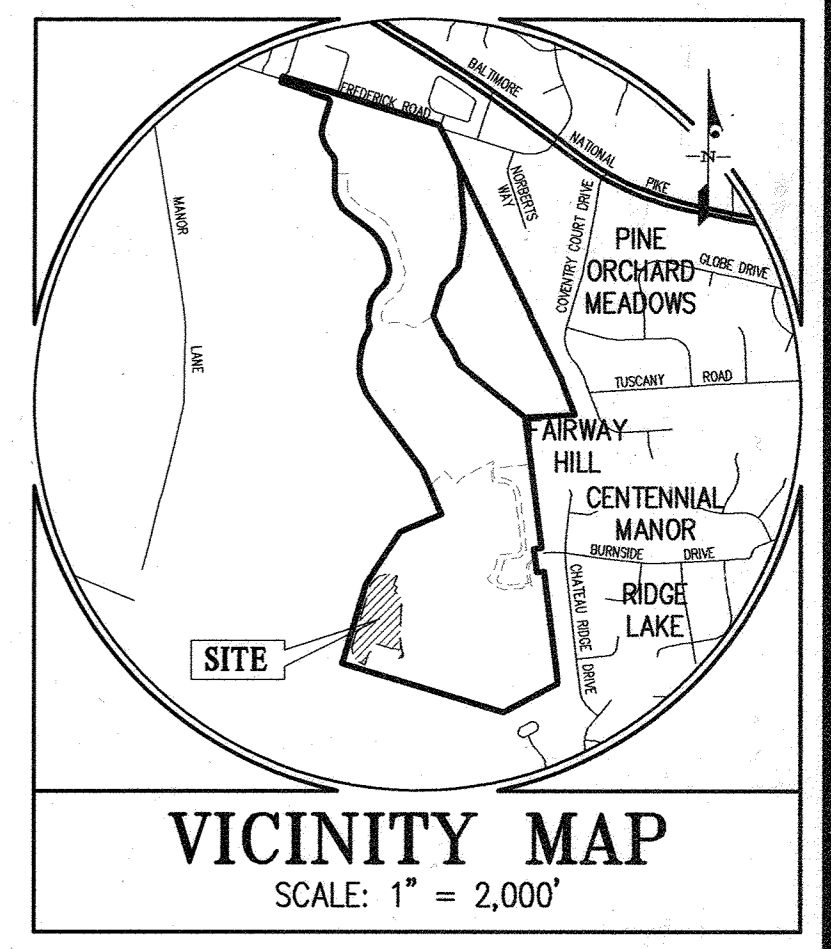 BALTIMORE
NATIONAL
PIKE
FREDERICK ROAD
NORBERTS
WAY
N
COVENTRY COURT DRIVE
MANOR
LANE
PINE
ORCHARD
MEADOWS
GLOBE DRIVE
TUSCANY ROAD
FAIRWAY
HILL
CENTENNIAL
MANOR
BURNSIDE DRIVE
CHATEAU RIDGE DRIVE
RIDGE
LAKE
SITE
VICINITY MAP
SCALE: 1" = 2,000'